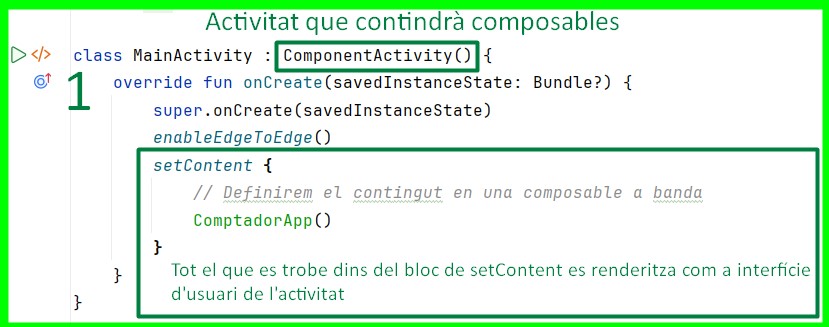 Activitat que contindrà composables
class MainActivity : ComponentActivity() {
1
override fun onCreate(savedInstanceState: Bundle?) {
super.onCreate(savedInstanceState)
enableEdgeToEdge()
setContent {
// Definirem el contingut en una composable a banda
ComptadorApp()
}
Tot el que es trobe dins del bloc de setContent es renderitza com a interfície
d'usuari de l'activitat
}
}